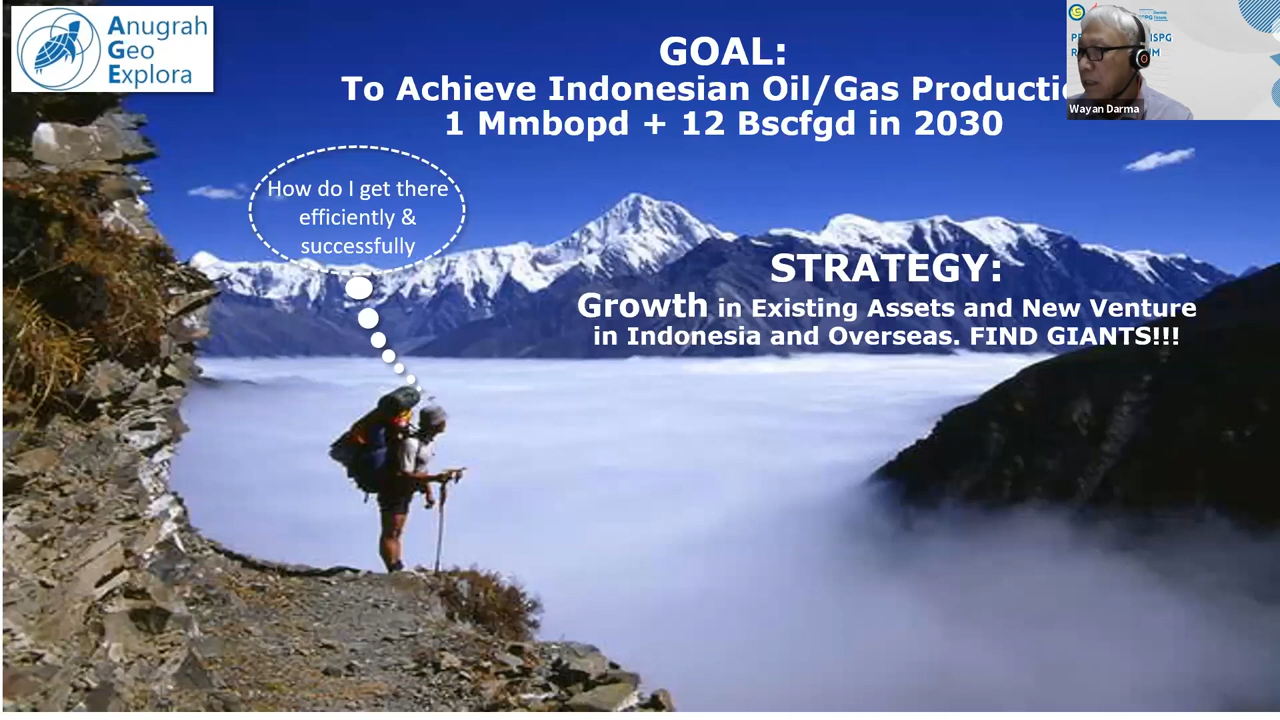 Anugrah
Geo
Explora
GOAL:
To Achieve Indonesian Oil/Gas Producti
1 Mmbopd + 12 Bscfgd in 2030
Wayan Darma
How do I get there
efficiently &
successfully
STRATEGY:
Growth in Existing Assets and New Venture
in Indonesia and Overseas. FIND GIANTS!!!